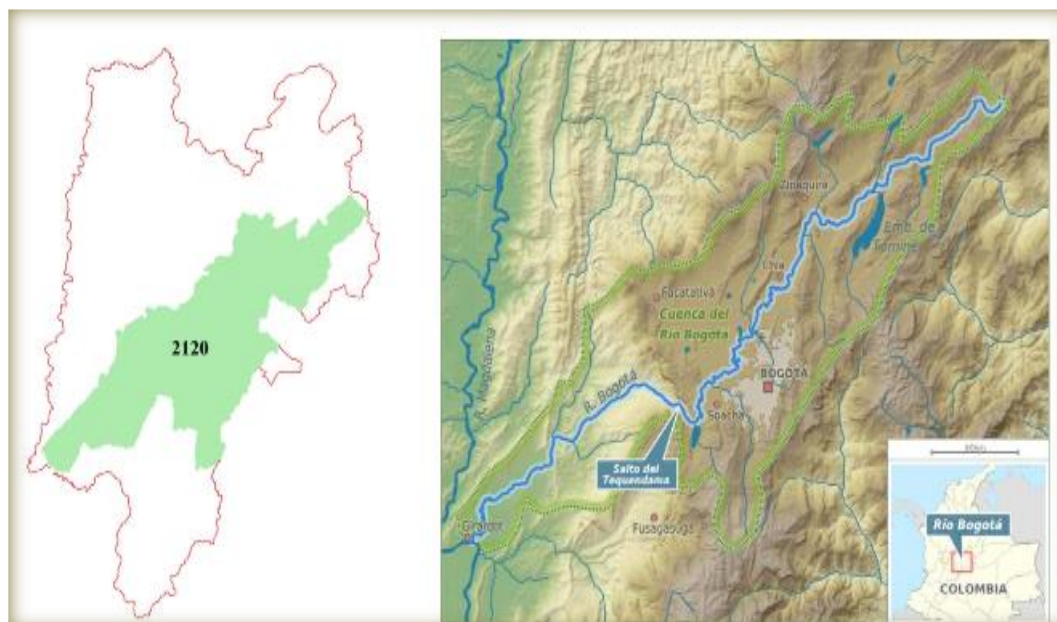 2120
Zipaquirá
Emb. de
Tominé
Chía
Facatativá
Cuenca del
Río Bogotá
R. Magdalena
R. Bogotá
BOGOTÁ
Soacha
Salto del
Tequendama
Fusagasugá
Girardot
Río Bogotá
COLOMBIA